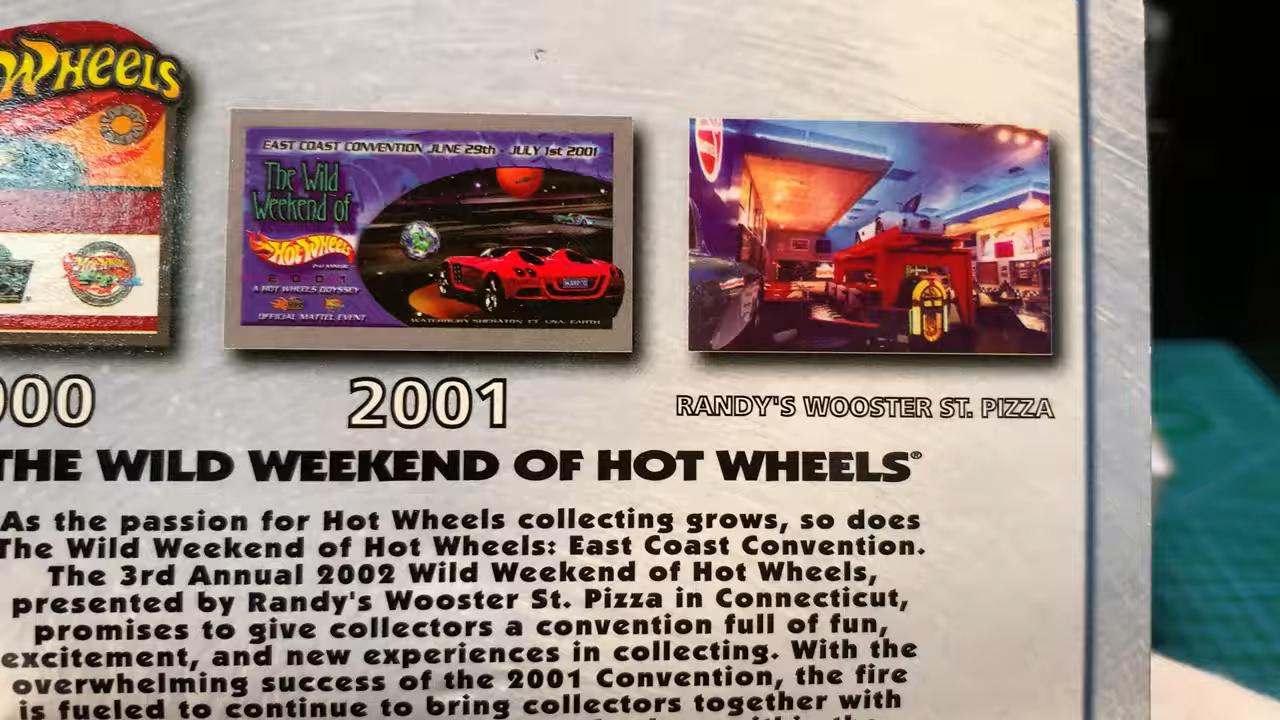 WHEELS
EAST COAST CONVENTION JUNE 29th - JULY 1st 2001
The Wild
Weekend of
HOT WHEELS
2ND ANNUAL
2001
A HOT WHEELS ODYSSEY
OFFICIAL MATTEL EVENT
WATERBURY SHERATON, CT. USA. EARTH
000
2001
RANDY'S WOOSTER ST. PIZZA
THE WILD WEEKEND OF HOT WHEELS®
As the passion for Hot Wheels collecting grows, so does
The Wild Weekend of Hot Wheels: East Coast Convention.
The 3rd Annual 2002 Wild Weekend of Hot Wheels,
presented by Randy's Wooster St. Pizza in Connecticut,
promises to give collectors a convention full of fun,
excitement, and new experiences in collecting. With the
overwhelming success of the 2001 Convention, the fire
is fueled to continue to bring collectors together with